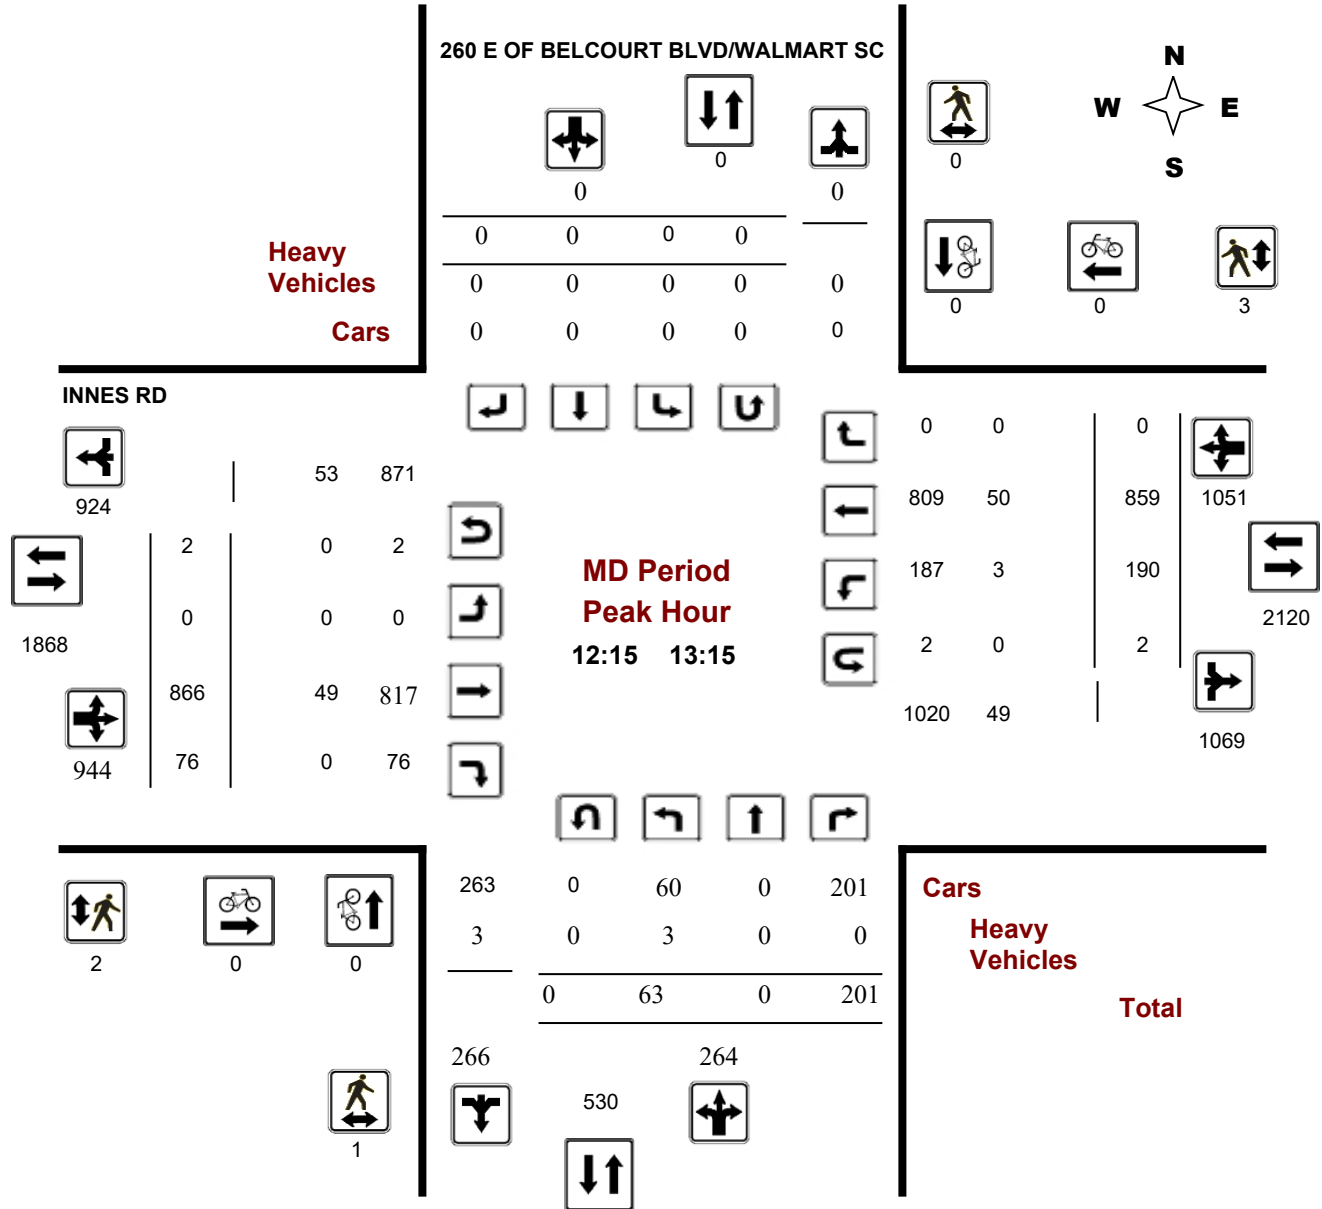 260 E OF BELCOURT BLVD/WALMART SC
N
W E
S
0
0
0 0
0 0 0 0
Heavy
Vehicles
0 0 0 0 0
Cars
0 0 0 0 0
0 0 3
INNES RD
924
53 871
2 0 2
0 0 0
1868
866 49 817
944
76 0 76
MD Period
Peak Hour
12:15 13:15
0 0 0
809 50 859 1051
187 3 190
2120
2 0 2
1020 49
1069
263 0 60 0 201
3 0 3 0 0
0 63 0 201
266 264
530
2 0 0
1
Cars
Heavy
Vehicles
Total